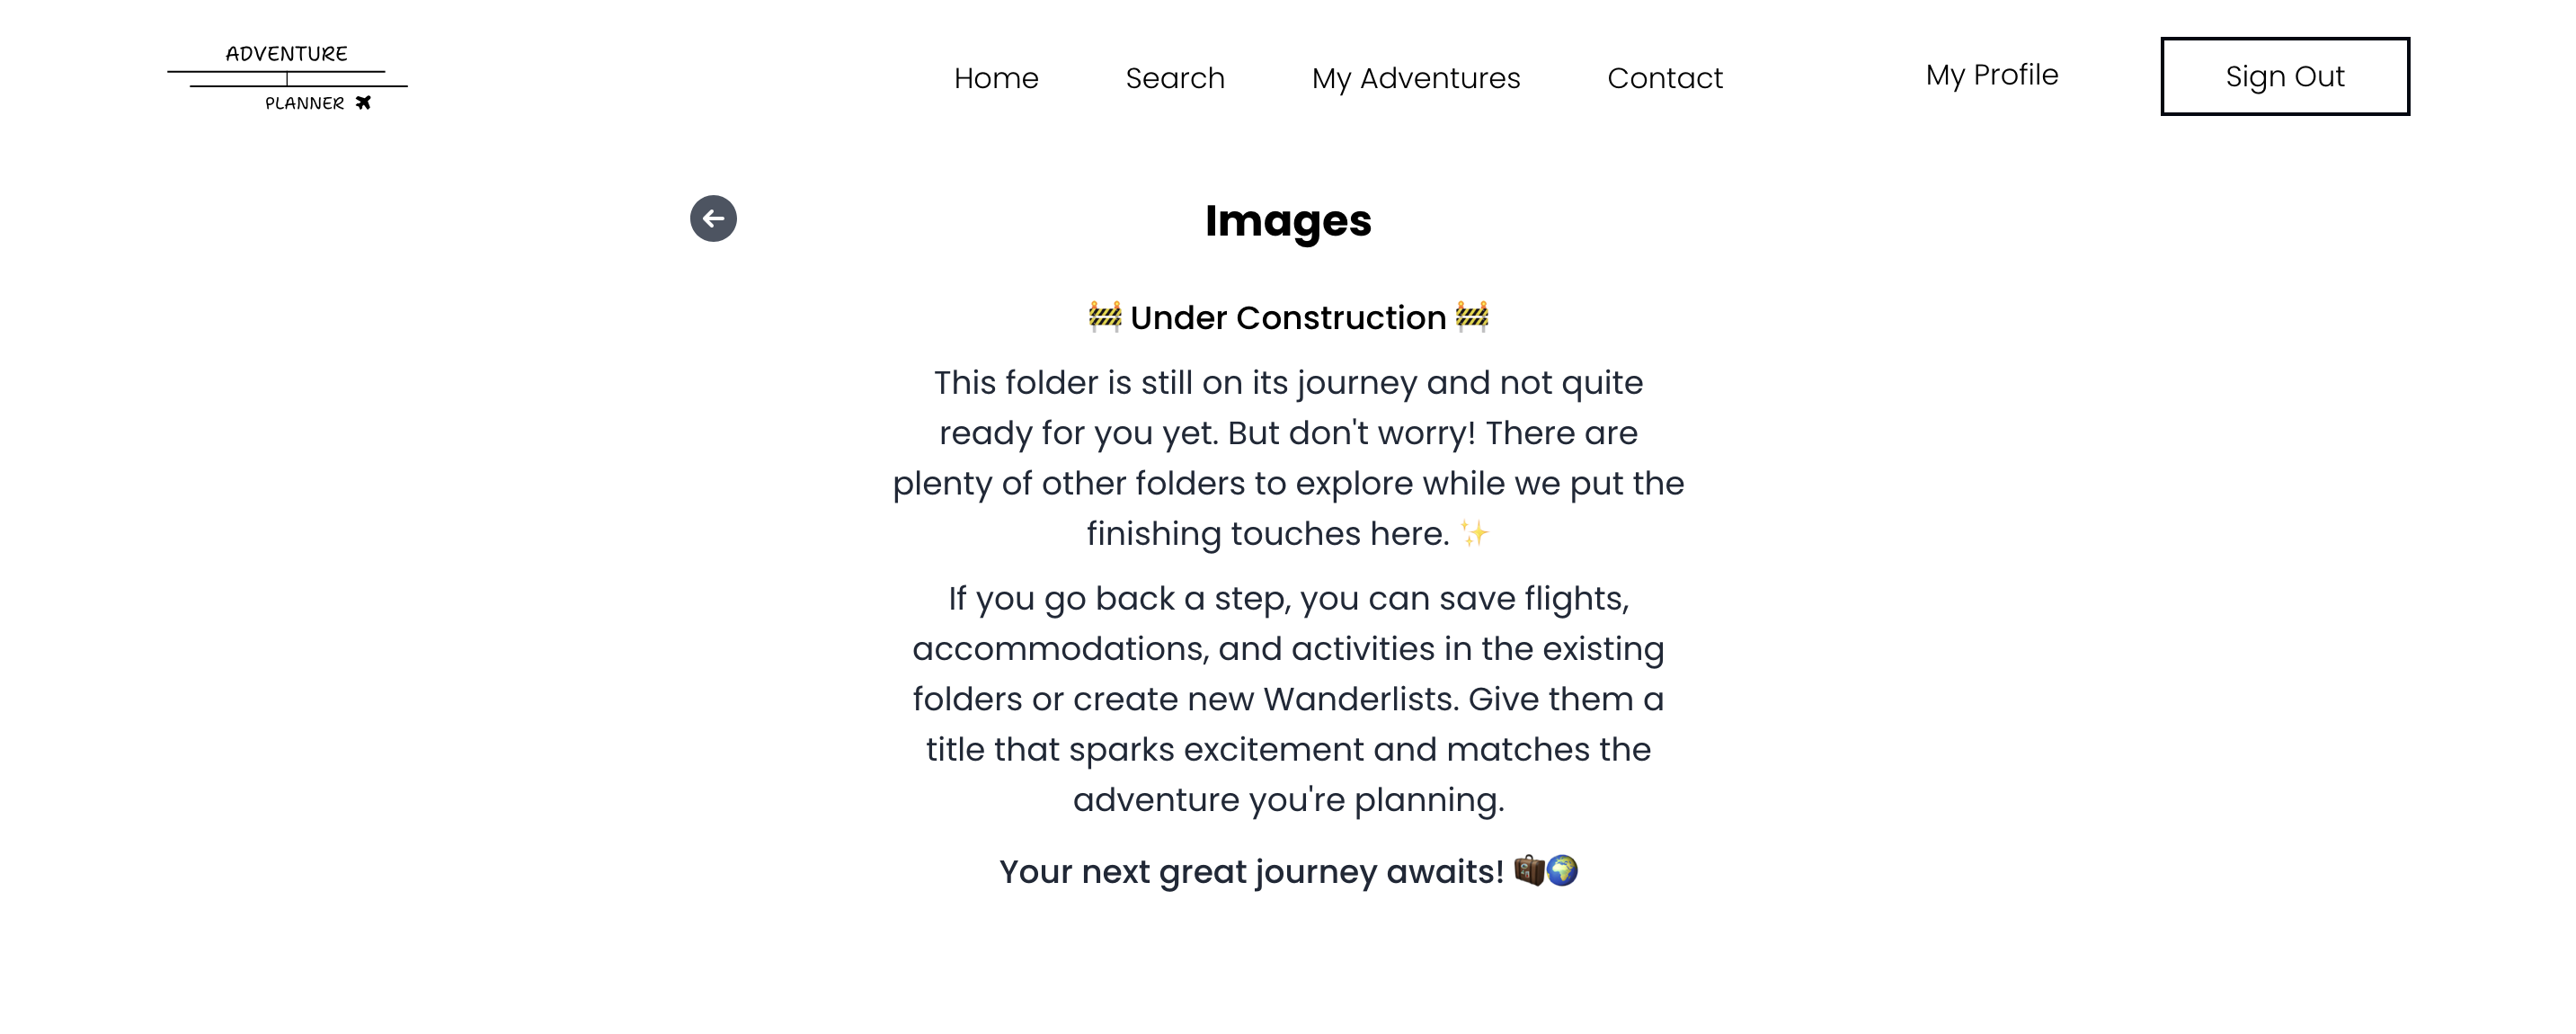 ADVENTURE
PLANNER
Home Search My Adventures Contact My Profile Sign Out
Images
🚧 Under Construction 🚧
This folder is still on its journey and not quite
ready for you yet. But don't worry! There are
plenty of other folders to explore while we put the
finishing touches here. ✨
If you go back a step, you can save flights,
accommodations, and activities in the existing
folders or create new Wanderlists. Give them a
title that sparks excitement and matches the
adventure you're planning.
Your next great journey awaits! 🧳🌍